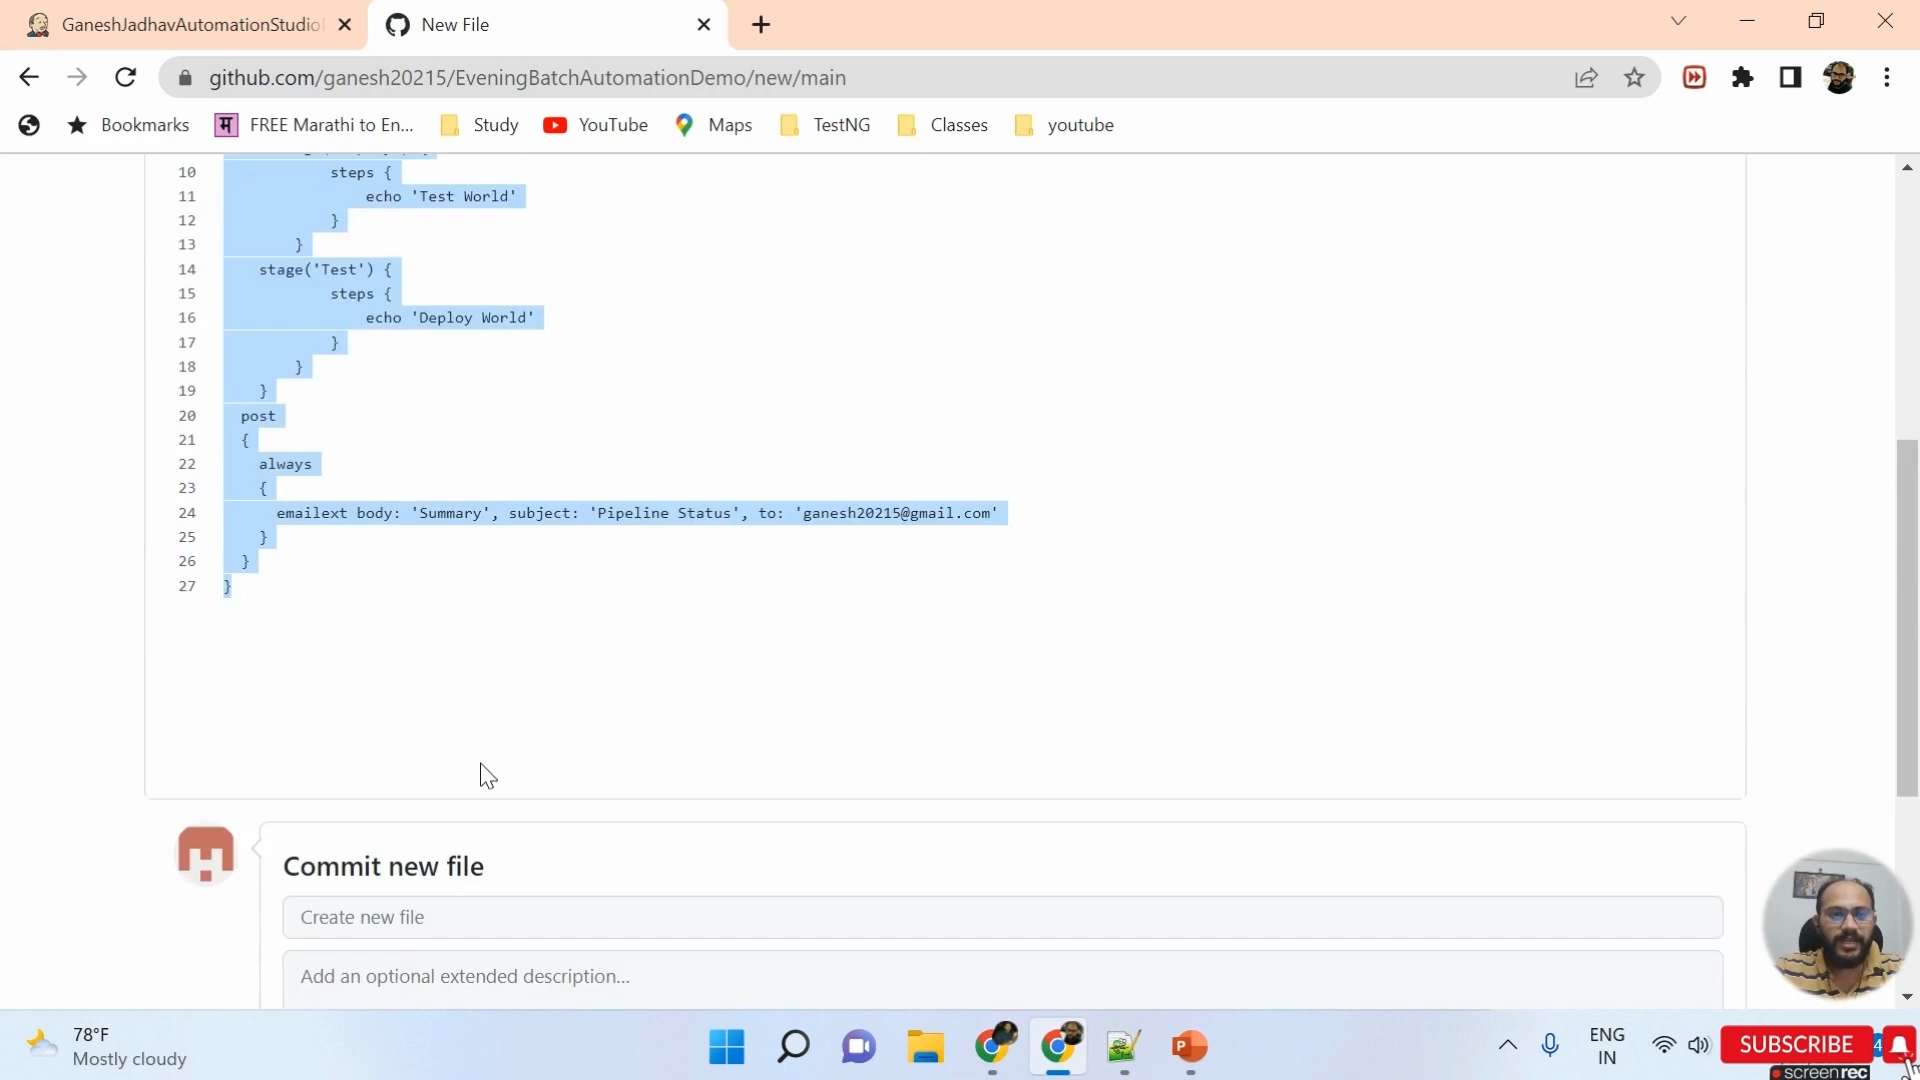 GaneshJadhavAutomationStudio
New File
github.com/ganesh20215/EveningBatchAutomationDemo/new/main
Bookmarks
FREE Marathi to En...
Study
YouTube
Maps
TestNG
Classes
youtube
10 steps {
11 echo 'Test World'
12 }
13 }
14 stage('Test') {
15 steps {
16 echo 'Deploy World'
17 }
18 }
19 }
20 post
21 {
22 always
23 {
24 emailext body: 'Summary', subject: 'Pipeline Status', to: 'ganesh20215@gmail.com'
25 }
26 }
27 }
Commit new file
Create new file
Add an optional extended description...
78°F
Mostly cloudy
ENG
IN
SUBSCRIBE
screenrec